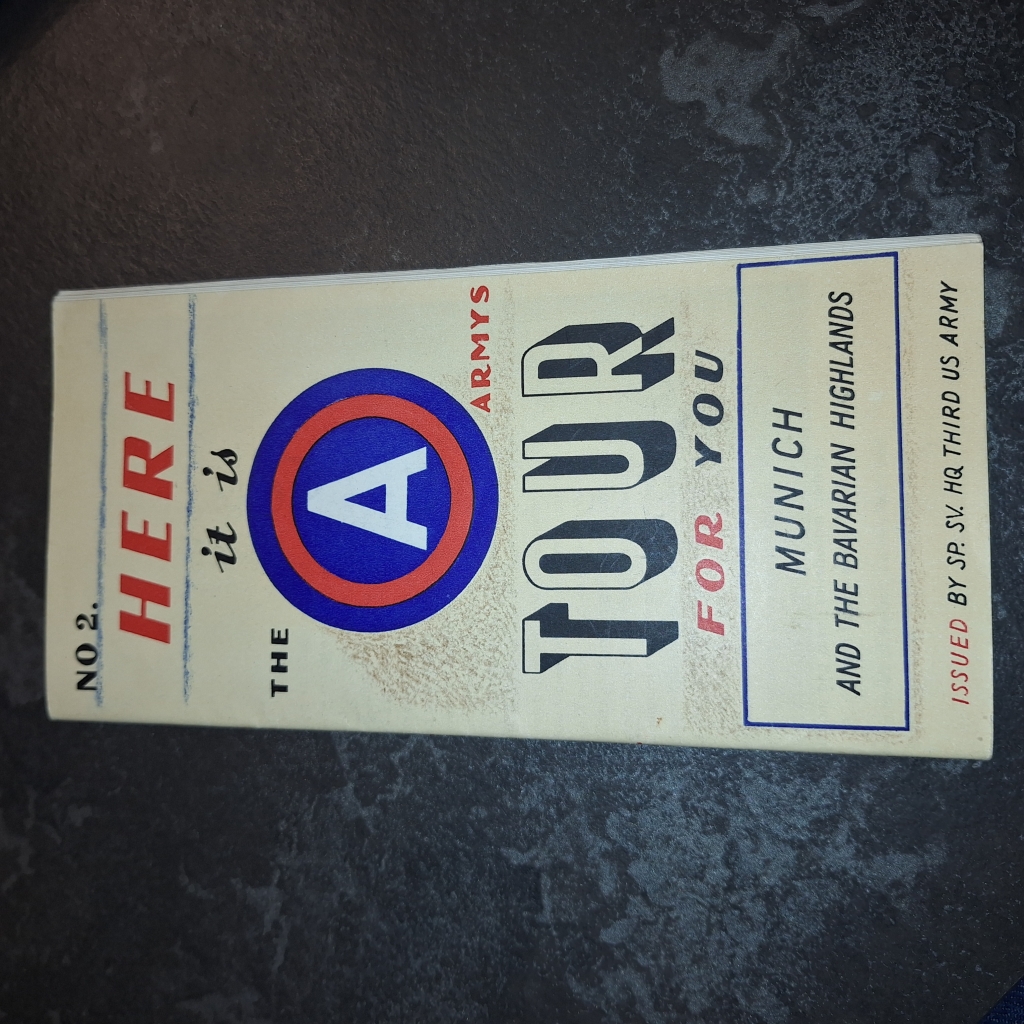 NO 2.
HERE
it is
THE
A
ARMYS
TOUR
FOR YOU
MUNICH
AND THE BAVARIAN HIGHLANDS
ISSUED BY SP. SV. HQ THIRD US ARMY